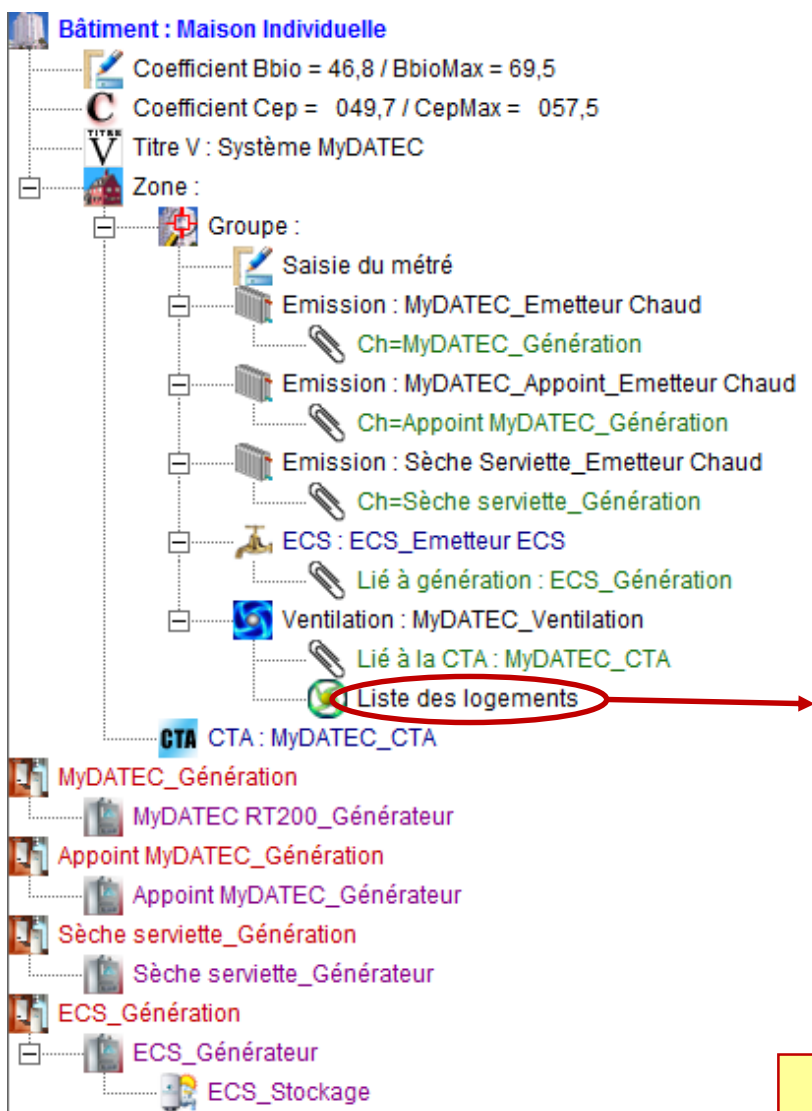 Bâtiment : Maison Individuelle
Coefficient Bbio = 46,8 / BbioMax = 69,5
C Coefficient Cep = 049,7 / CepMax = 057,5
TITRE V Titre V : Système MyDATEC
Zone :
Groupe :
Saisie du métré
Emission : MyDATEC_Emetteur Chaud
Ch=MyDATEC_Génération
Emission : MyDATEC_Appoint_Emetteur Chaud
Ch=Appoint MyDATEC_Génération
Emission : Sèche Serviette_Emetteur Chaud
Ch=Sèche serviette_Génération
ECS : ECS_Emetteur ECS
Lié à génération : ECS_Génération
Ventilation : MyDATEC_Ventilation
Lié à la CTA : MyDATEC_CTA
Liste des logements
CTA CTA : MyDATEC_CTA
MyDATEC_Génération
MyDATEC RT200_Générateur
Appoint MyDATEC_Génération
Appoint MyDATEC_Générateur
Sèche serviette_Génération
Sèche serviette_Générateur
ECS_Génération
ECS_Générateur
ECS_Stockage